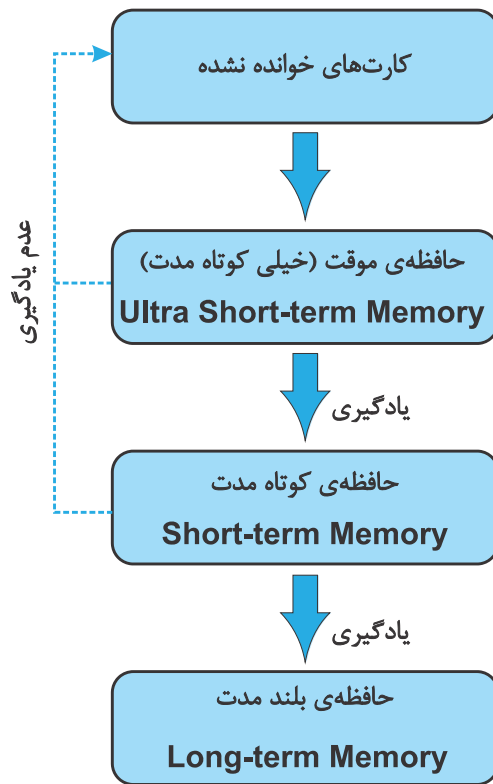 کارت‌های خوانده نشده
حافظه‌ی موقت (خیلی کوتاه مدت)
Ultra Short-term Memory
عدم یادگیری
یادگیری
حافظه‌ی کوتاه مدت
Short-term Memory
یادگیری
حافظه‌ی بلند مدت
Long-term Memory